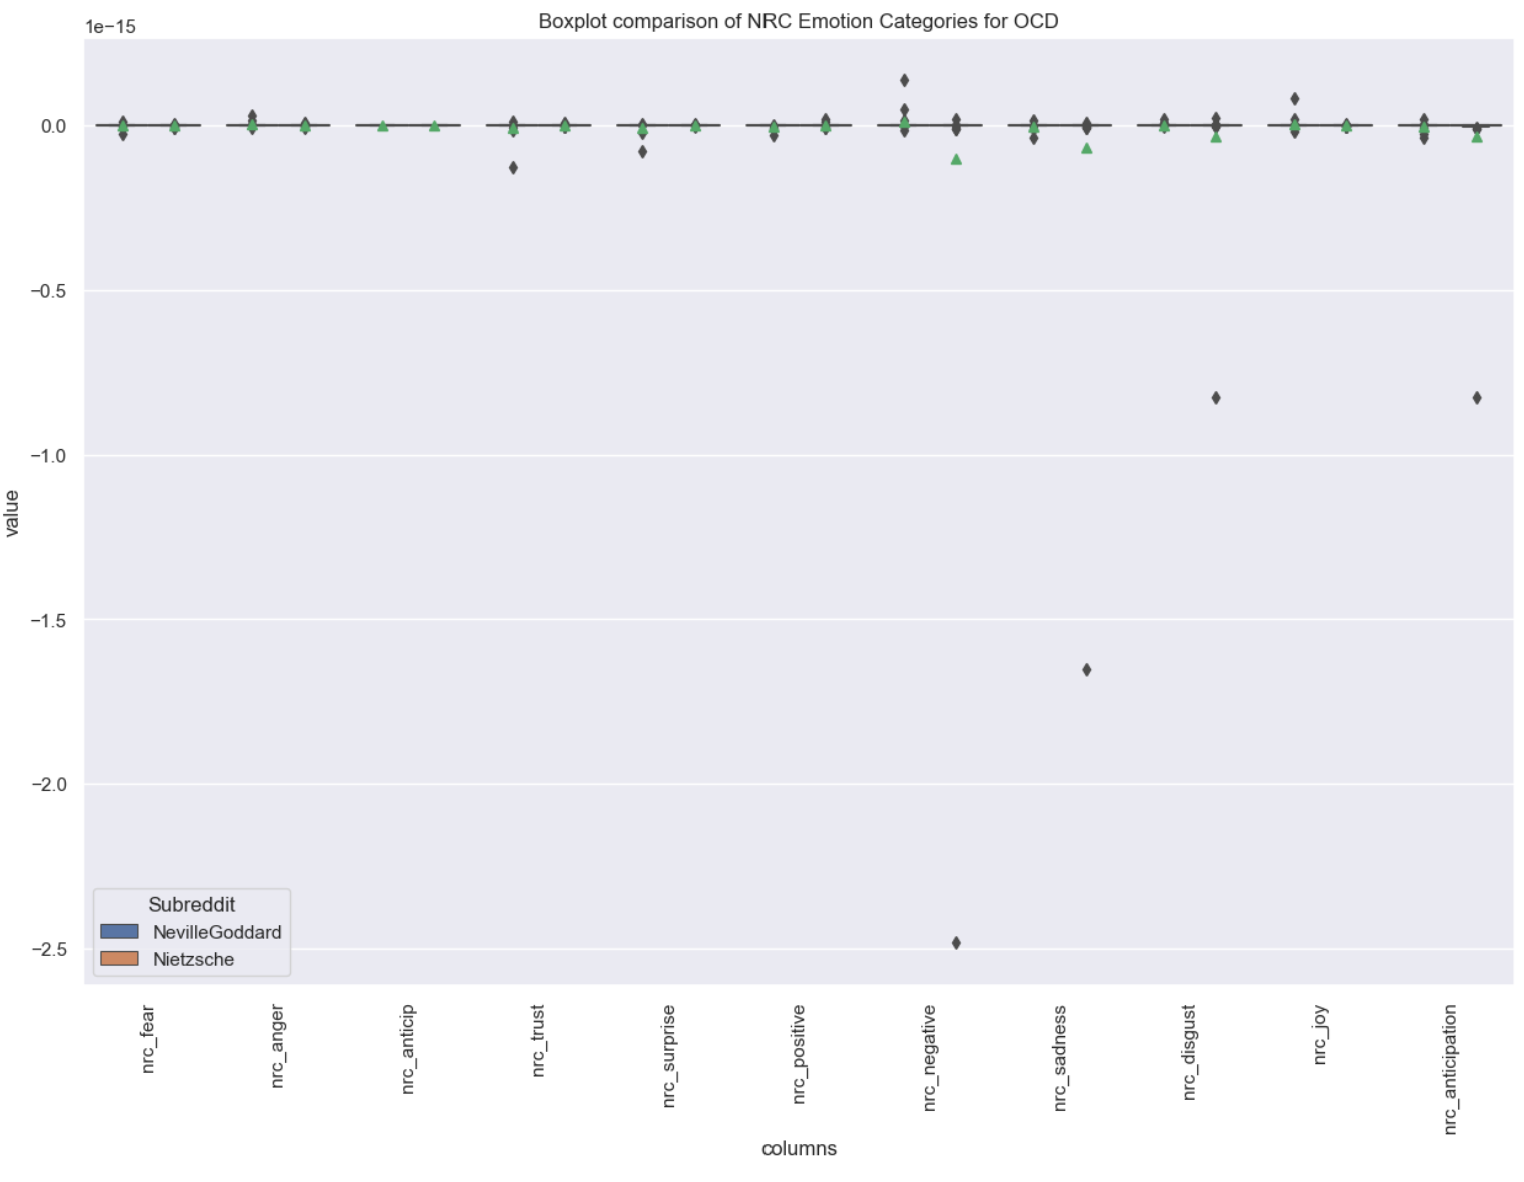 Boxplot comparison of NRC Emotion Categories for OCD
1e−15
0.0
−0.5
−1.0
−1.5
−2.0
−2.5
value
Subreddit
NevilleGoddard
Nietzsche
nrc_fear
nrc_anger
nrc_anticip
nrc_trust
nrc_surprise
nrc_positive
nrc_negative
nrc_sadness
nrc_disgust
nrc_joy
nrc_anticipation
columns